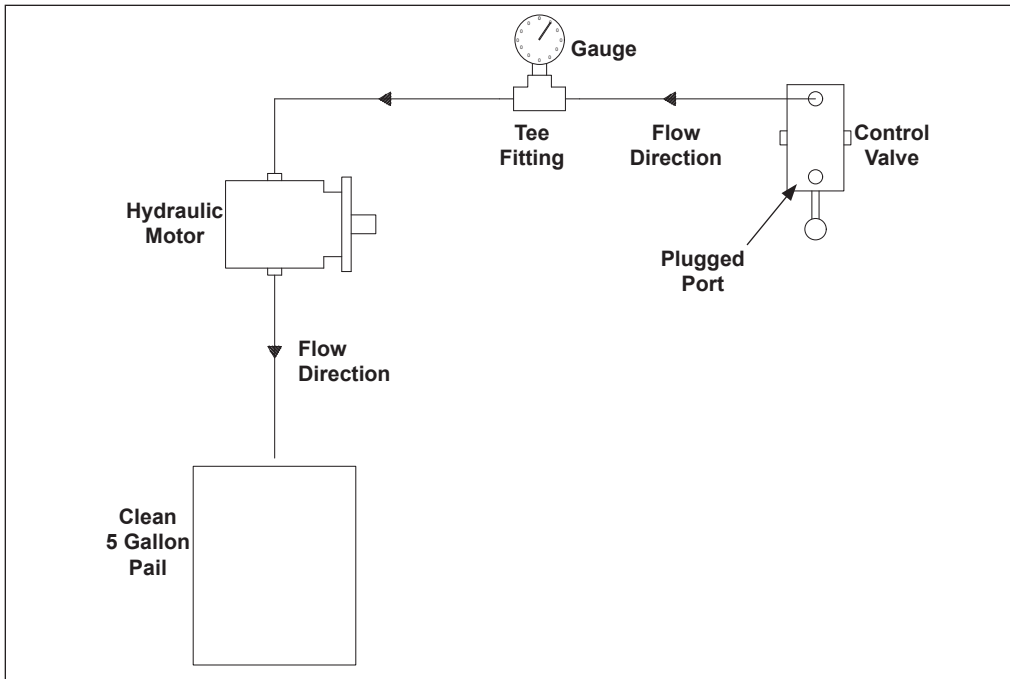 Gauge
Tee
Fitting
Flow
Direction
Control
Valve
Hydraulic
Motor
Plugged
Port
Flow
Direction
Clean
5 Gallon
Pail